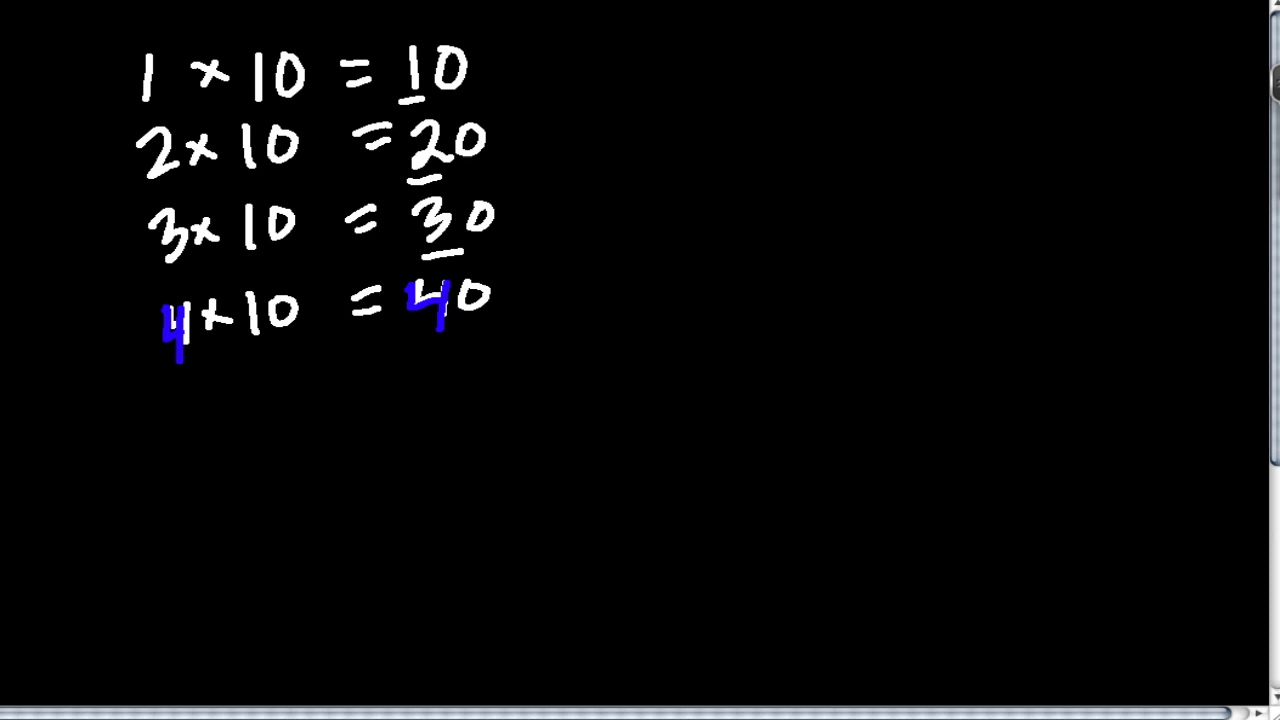 1 × 10 = 10
2 × 10 = 20
3 × 10 = 30
4 × 10 = 40